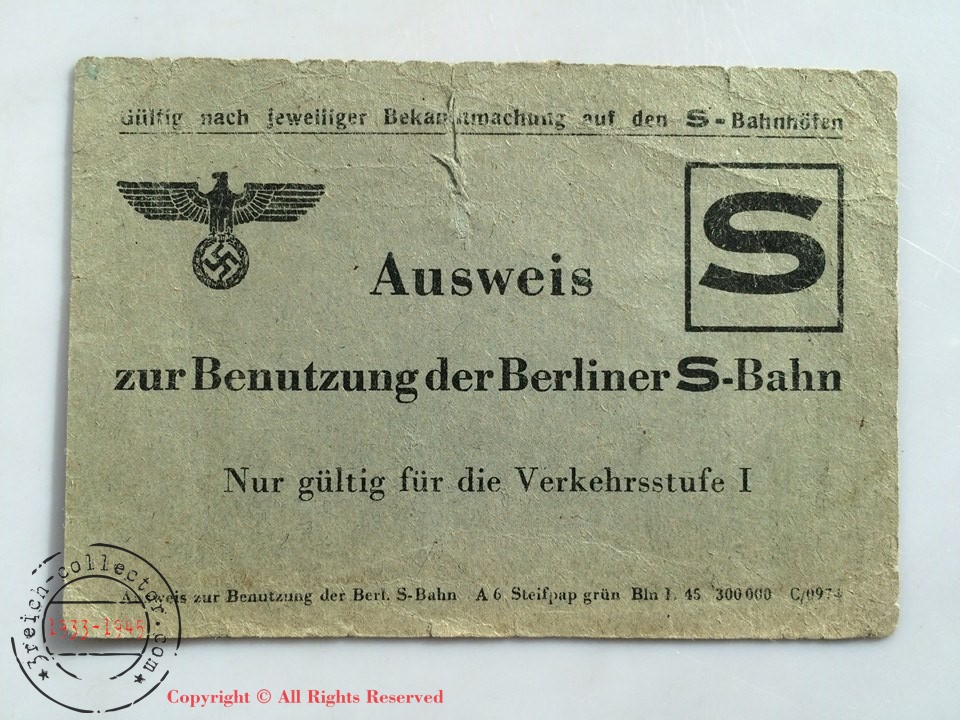 Gültig nach jeweiliger Bekanntmachung auf den S-Bahnhöfen
S
Ausweis
zur Benutzung der Berliner S-Bahn
Nur gültig für die Verkehrsstufe I
Ausweis zur Benutzung der Berl. S-Bahn A 6 Steifpap grün Bln 1. 45 300 000 C/0974
3reich-collector.com
1933-1945
Copyright © All Rights Reserved